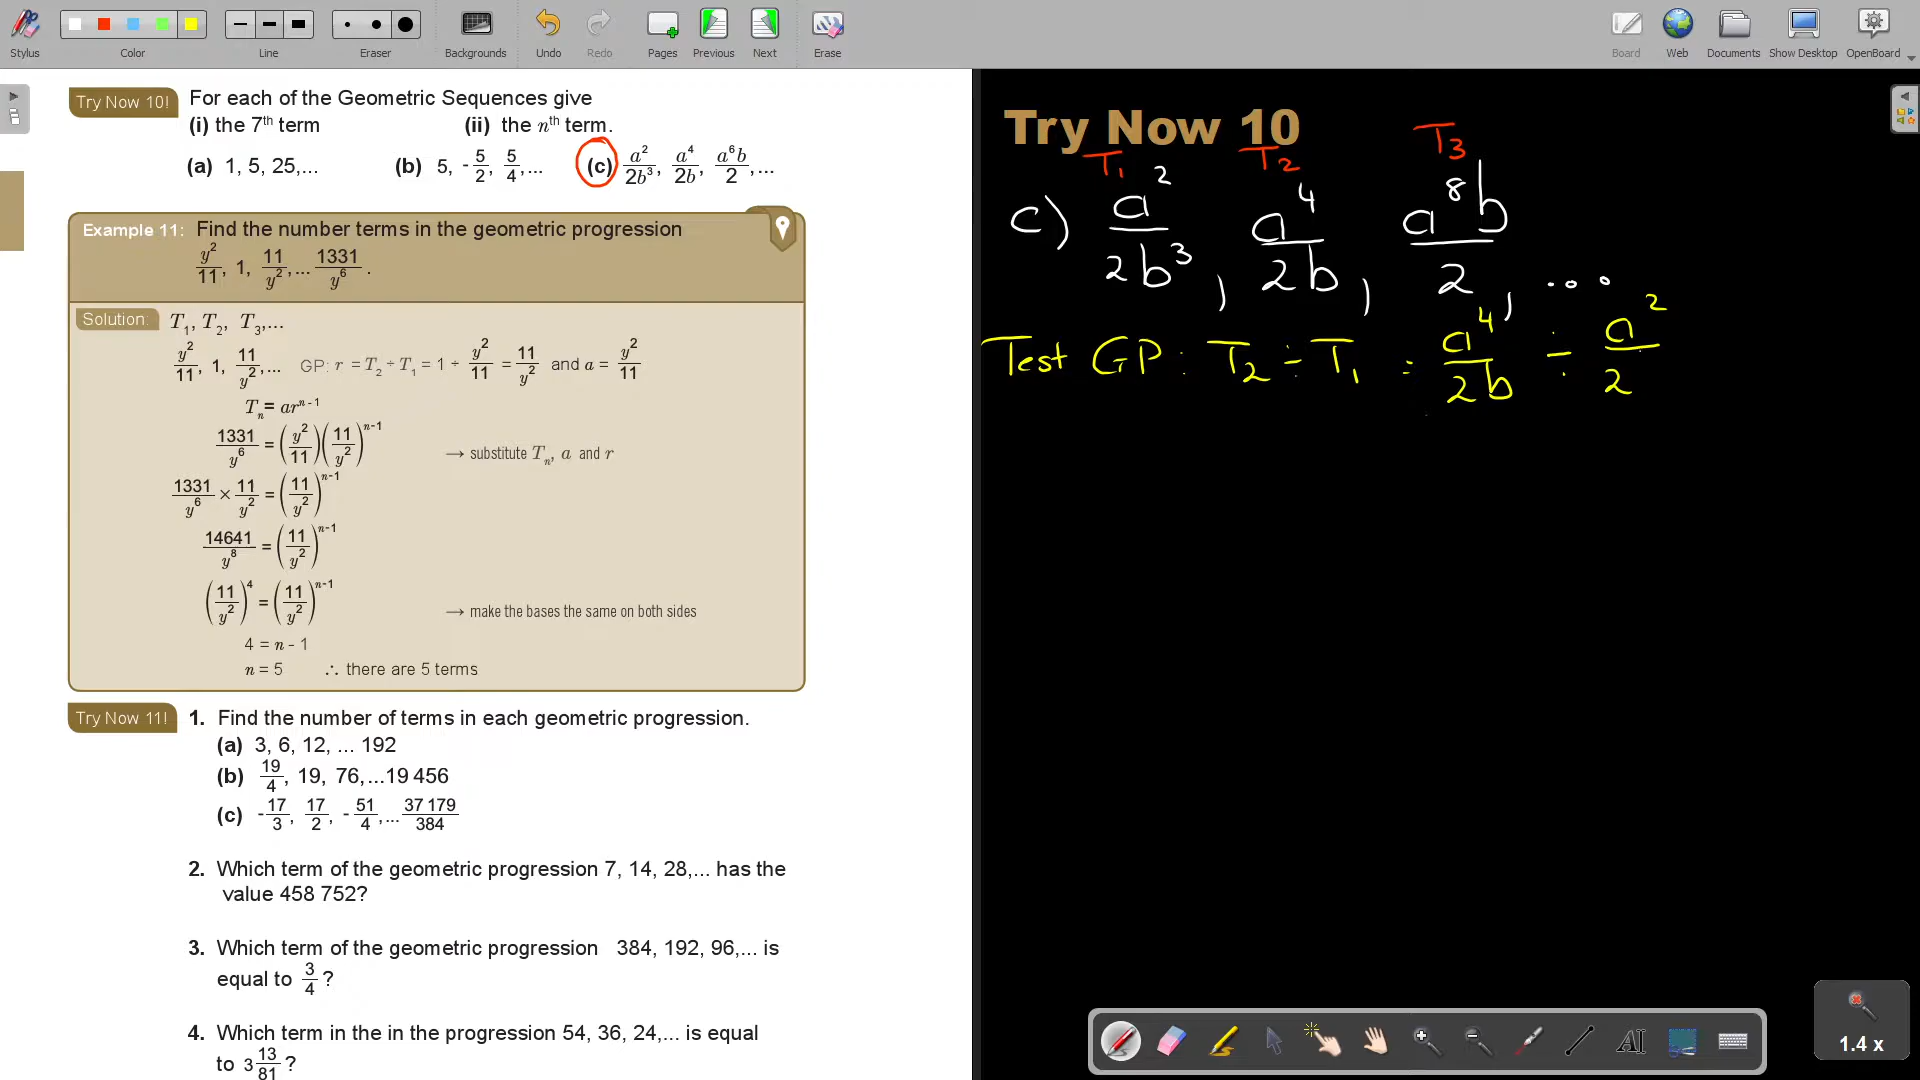 Stylus Color Line Eraser Backgrounds Undo Redo Pages Previous Next Erase Board Web Documents Show Desktop OpenBoard
Try Now 10! For each of the Geometric Sequences give
(i) the 7th term (ii) the nth term.
(a) 1, 5, 25,... (b) 5, -5/2, 5/4,... (c) a²/2b³, a⁴/2b, a⁶b/2,...
Example 11: Find the number terms in the geometric progression
y²/11, 1, 11/y²,... 1331/y⁶.
Solution: T₁, T₂, T₃,...
y²/11, 1, 11/y²,... GP: r = T₂ ÷ T₁ = 1 ÷ y²/11 = 11/y² and a = y²/11
Tₙ= arⁿ⁻¹
1331/y⁶ = (y²/11)(11/y²)ⁿ⁻¹ → substitute Tₙ, a and r
1331/y⁶ × 11/y² = (11/y²)ⁿ⁻¹
14641/y⁸ = (11/y²)ⁿ⁻¹
(11/y²)⁴ = (11/y²)ⁿ⁻¹ → make the bases the same on both sides
4 = n - 1
n = 5 ∴ there are 5 terms
Try Now 11! 1. Find the number of terms in each geometric progression.
(a) 3, 6, 12, ... 192
(b) 19/4, 19, 76,...19 456
(c) -17/3, 17/2, -51/4,... 37 179/384
2. Which term of the geometric progression 7, 14, 28,... has the
value 458 752?
3. Which term of the geometric progression 384, 192, 96,... is
equal to 3/4?
4. Which term in the in the progression 54, 36, 24,... is equal
to 3 13/81?
Try Now 10
T₁ T₂ T₃
c) a²/2b³, a⁴/2b, a⁸b/2, ....
Test GP: T₂ ÷ T₁ = a⁴/2b ÷ a²/2
1.4 x